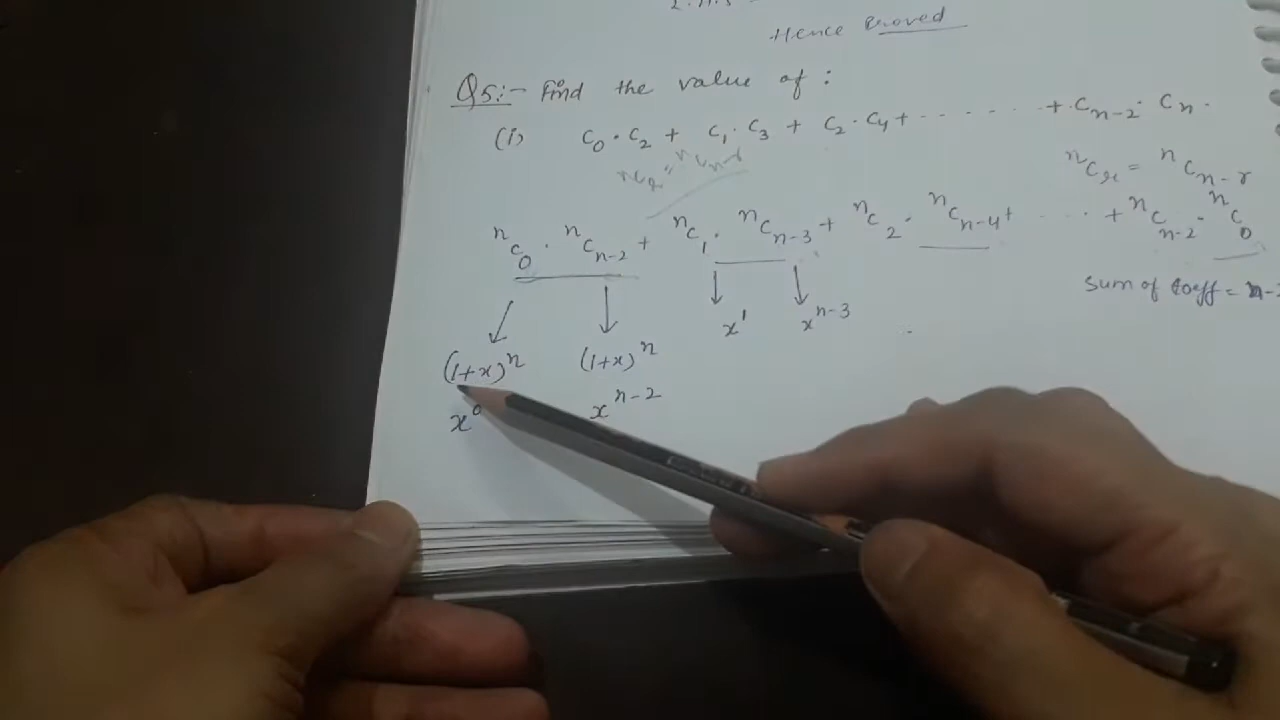 Hence Proved
Q5:- Find the value of :
(i) C₀ · C₂ + C₁ · C₃ + C₂ · C₄ + - - - - - - + Cₙ₋₂ · Cₙ .
ⁿCᵣ = ⁿCₙ₋ᵣ
ⁿCᵣ = ⁿCₙ₋ᵣ
ⁿC₀ · ⁿCₙ₋₂ + ⁿC₁ · ⁿCₙ₋₃ + ⁿC₂ · ⁿCₙ₋₄ + - - - - + ⁿCₙ₋₂ · ⁿC₀
Sum of Coeff = n-
x¹ xⁿ⁻³
(1+x)ⁿ (1+x)ⁿ
x⁰ xⁿ⁻²